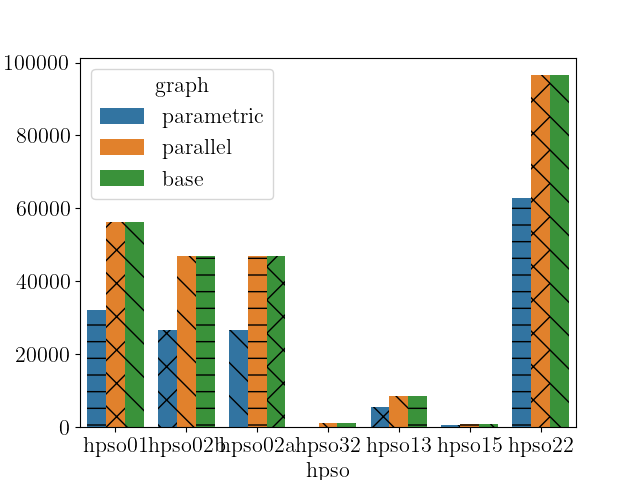 100000
80000
60000
40000
20000
0
graph
parametric
parallel
base
hpso01 hpso02b hpso02a hpso32 hpso13 hpso15 hpso22
hpso